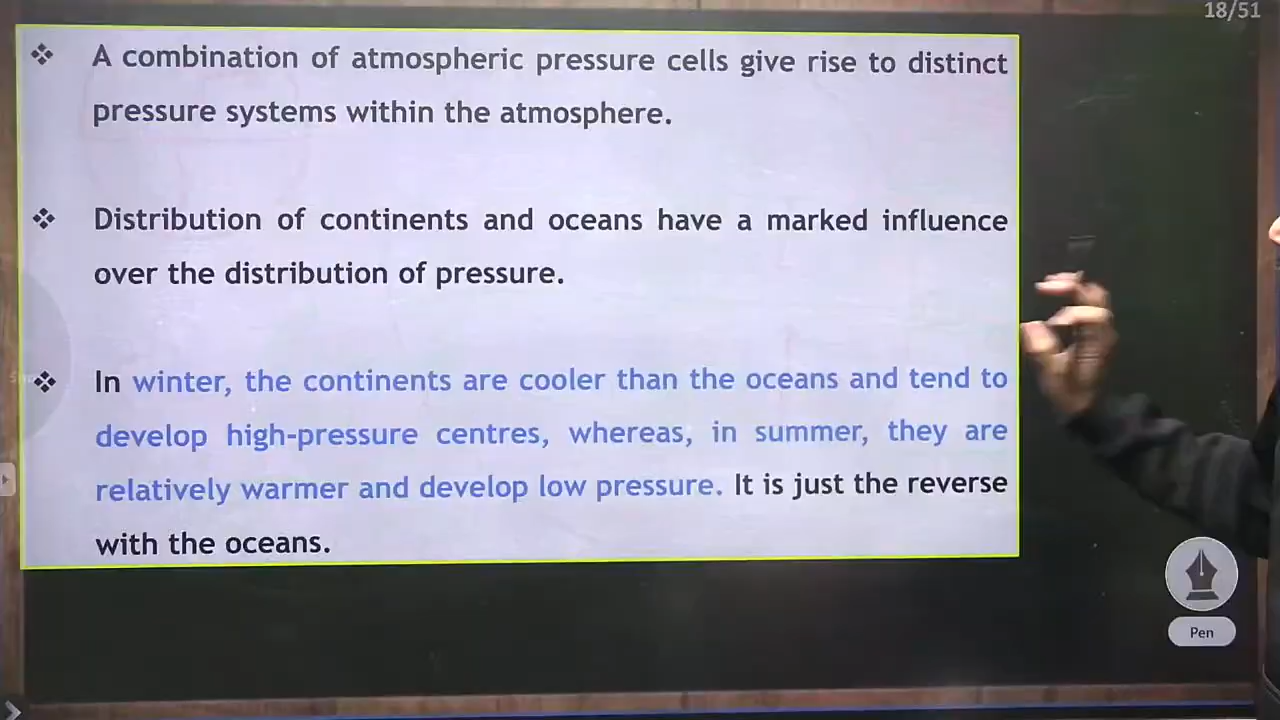 18/51
❖ A combination of atmospheric pressure cells give rise to distinct
pressure systems within the atmosphere.
❖ Distribution of continents and oceans have a marked influence
over the distribution of pressure.
❖ In winter, the continents are cooler than the oceans and tend to
develop high-pressure centres, whereas, in summer, they are
relatively warmer and develop low pressure. It is just the reverse
with the oceans.
Pen